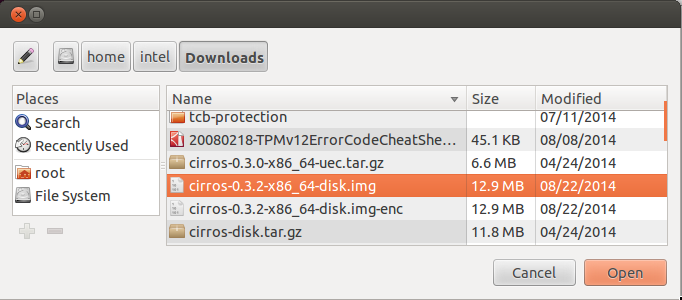 home intel Downloads
Places
Search
Recently Used
root
File System
Name Size Modified
tcb-protection 07/11/2014
20080218-TPMv12ErrorCodeCheatShe... 45.1 KB 08/08/2014
cirros-0.3.0-x86_64-uec.tar.gz 6.6 MB 04/24/2014
cirros-0.3.2-x86_64-disk.img 12.9 MB 08/22/2014
cirros-0.3.2-x86_64-disk.img-enc 12.9 MB 08/22/2014
cirros-disk.tar.gz 11.8 MB 04/24/2014
Cancel Open